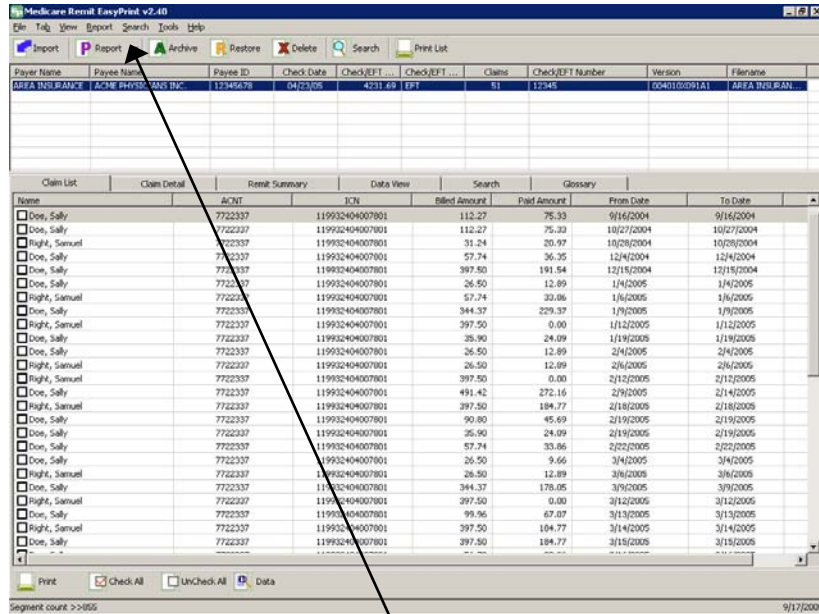 Medicare Remit EasyPrint v2.40
File Tab View Report Search Tools Help
Import Report Archive Restore Delete Search Print List
Payer Name Payee Name Payee ID Check Date Check/EFT ... Check/EFT ... Claims Check/EFT Number Version Filename
AREA INSURANCE ACME PHYSICIANS INC. 12345678 04/23/05 4231.69 EFT 51 12345 004010X091A1 AREA INSURAN...
Claim List Claim Detail Remit Summary Data View Search Glossary
Name ACNT ICN Billed Amount Paid Amount From Date To Date
Doe, Sally 7722337 119932404007801 112.27 75.33 9/16/2004 9/16/2004
Doe, Sally 7722337 119932404007801 112.27 75.33 10/27/2004 10/27/2004
Right, Samuel 7722337 119932404007801 31.24 20.97 10/28/2004 10/28/2004
Doe, Sally 7722337 119932404007801 57.74 36.35 12/4/2004 12/4/2004
Doe, Sally 7722337 119932404007801 397.50 191.54 12/15/2004 12/15/2004
Doe, Sally 7722337 119932404007801 26.50 12.89 1/4/2005 1/4/2005
Right, Samuel 7722337 119932404007801 57.74 33.86 1/6/2005 1/6/2005
Doe, Sally 7722337 119932404007801 344.37 229.37 1/9/2005 1/9/2005
Right, Samuel 7722337 119932404007801 397.50 0.00 1/12/2005 1/12/2005
Doe, Sally 7722337 119932404007801 35.90 24.09 1/19/2005 1/19/2005
Doe, Sally 7722337 119932404007801 26.50 12.89 2/4/2005 2/4/2005
Right, Samuel 7722337 119932404007801 26.50 12.89 2/6/2005 2/6/2005
Right, Samuel 7722337 119932404007801 397.50 0.00 2/12/2005 2/12/2005
Doe, Sally 7722337 119932404007801 491.42 272.16 2/9/2005 2/14/2005
Right, Samuel 7722337 119932404007801 397.50 184.77 2/18/2005 2/18/2005
Doe, Sally 7722337 119932404007801 90.80 45.69 2/19/2005 2/19/2005
Doe, Sally 7722337 119932404007801 35.90 24.09 2/19/2005 2/19/2005
Doe, Sally 7722337 119932404007801 57.74 33.86 2/22/2005 2/22/2005
Doe, Sally 7722337 119932404007801 26.50 9.66 3/4/2005 3/4/2005
Right, Samuel 7722337 119932404007801 26.50 12.89 3/6/2005 3/6/2005
Doe, Sally 7722337 119932404007801 344.37 178.05 3/9/2005 3/9/2005
Right, Samuel 7722337 119932404007801 397.50 0.00 3/12/2005 3/12/2005
Doe, Sally 7722337 119932404007801 99.96 67.07 3/13/2005 3/13/2005
Right, Samuel 7722337 119932404007801 397.50 184.77 3/14/2005 3/14/2005
Doe, Sally 7722337 119932404007801 397.50 184.77 3/15/2005 3/15/2005
Print Check All UnCheck All Data
Segment count >>855 9/17/200